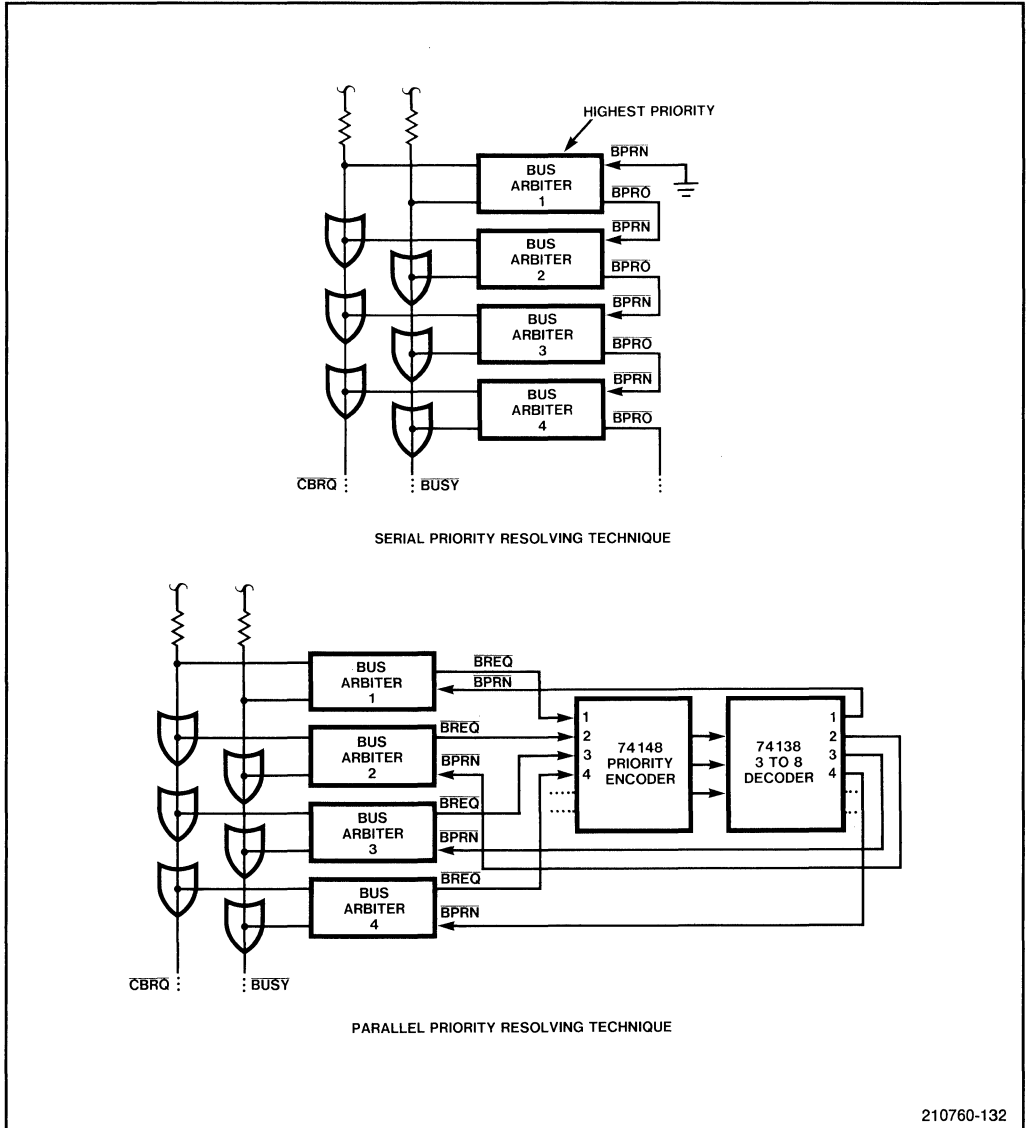 HIGHEST PRIORITY
BUS
ARBITER
1
BPRN
BPRO
BUS
ARBITER
2
BPRN
BPRO
BUS
ARBITER
3
BPRN
BPRO
BUS
ARBITER
4
BPRN
BPRO
CBRQ
BUSY
SERIAL PRIORITY RESOLVING TECHNIQUE
BUS
ARBITER
1
BREQ
BPRN
BUS
ARBITER
2
BREQ
BPRN
BUS
ARBITER
3
BREQ
BPRN
BUS
ARBITER
4
BREQ
BPRN
1
2
3
4
74148
PRIORITY
ENCODER
74138
3 TO 8
DECODER
1
2
3
4
CBRQ
BUSY
PARALLEL PRIORITY RESOLVING TECHNIQUE
210760-132